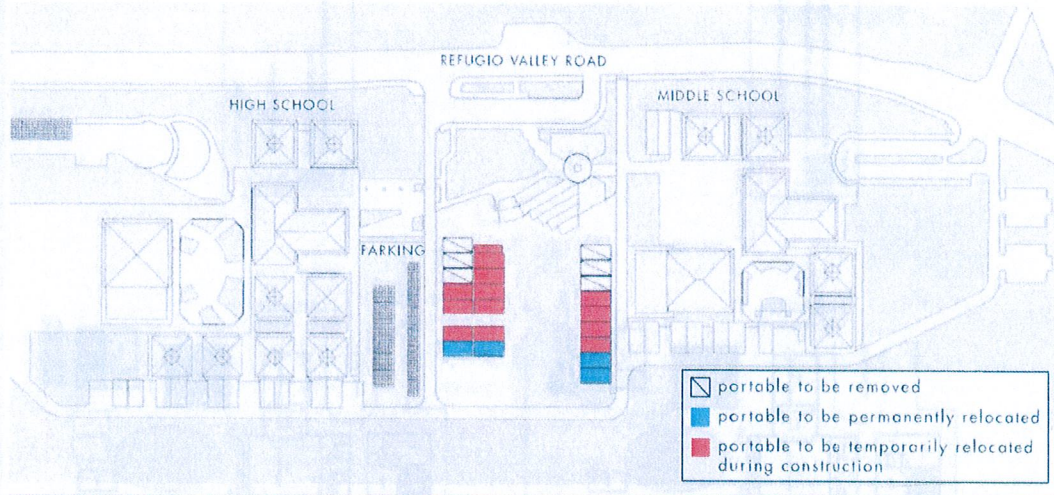 REFUGIO VALLEY ROAD
HIGH SCHOOL
MIDDLE SCHOOL
PARKING
portable to be removed
portable to be permanently relocated
portable to be temporarily relocated
during construction